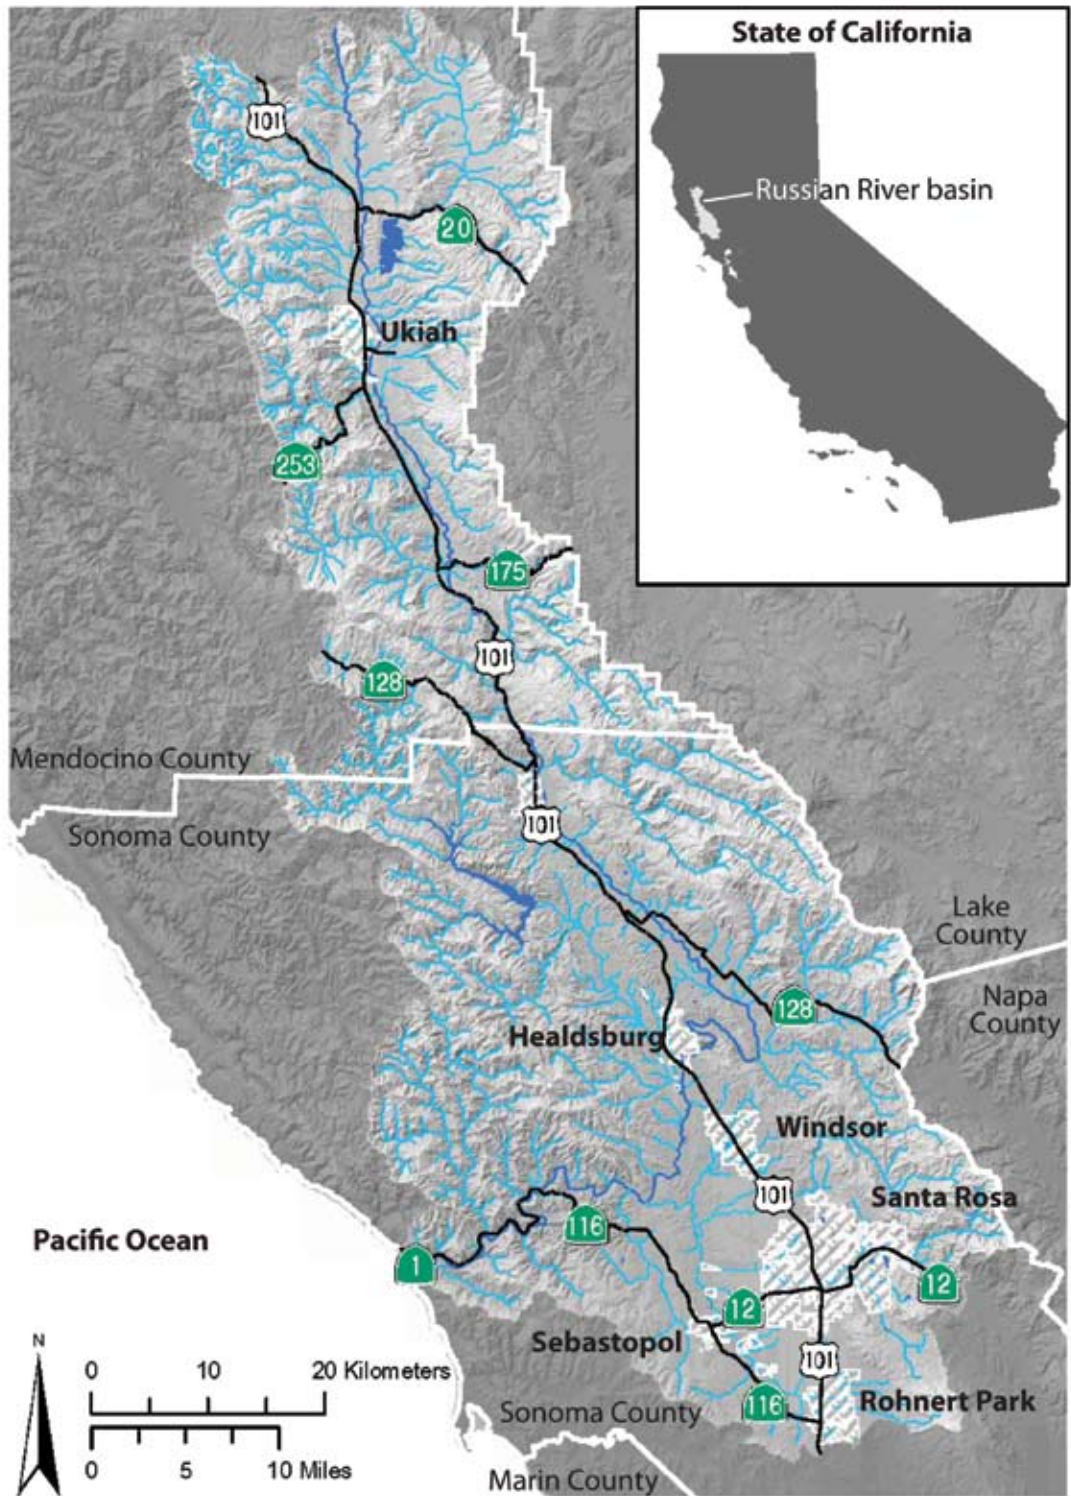 State of California
Russian River basin
101
20
Ukiah
253
175
101
128
Mendocino County
Sonoma County
101
Lake
County
Napa
County
128
Healdsburg
Windsor
Santa Rosa
101
116
Pacific Ocean
1
12
12
Sebastopol
101
116
Rohnert Park
Sonoma County
Marin County
N
0 10 20 Kilometers
0 5 10 Miles